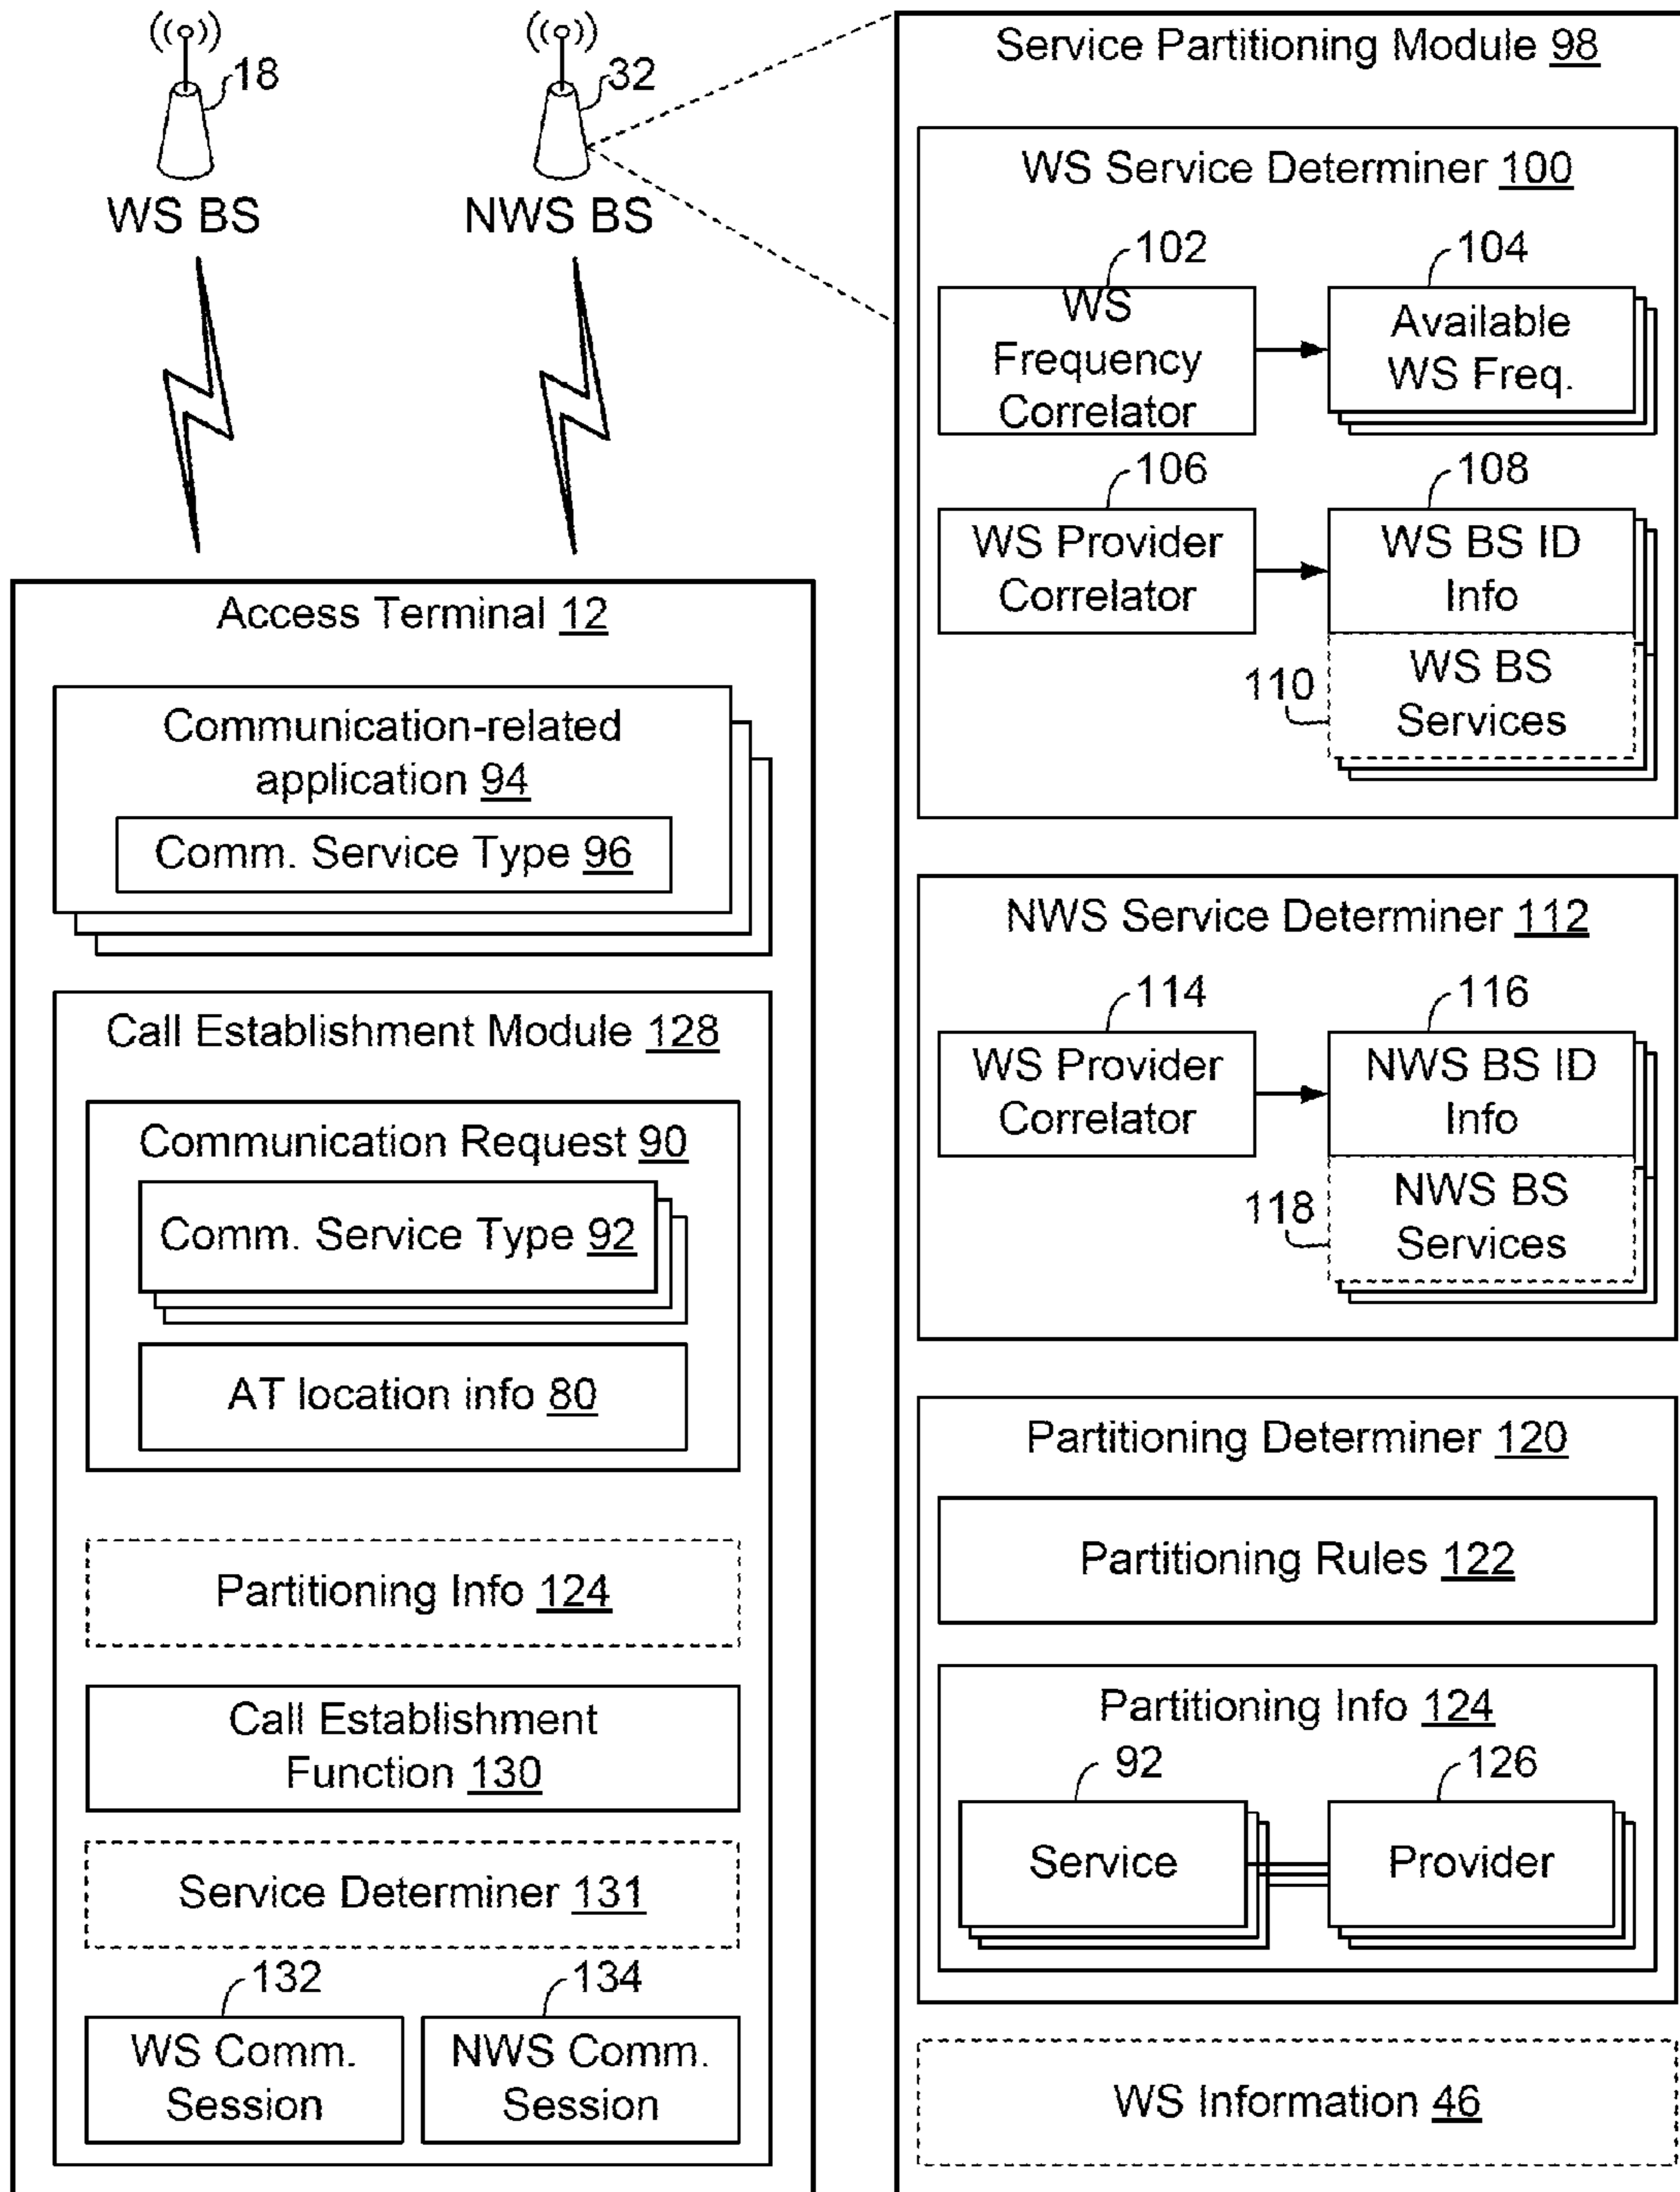 18
WS BS
32
NWS BS
Access Terminal 12
Communication-related
application 94
Comm. Service Type 96
Call Establishment Module 128
Communication Request 90
Comm. Service Type 92
AT location info 80
Partitioning Info 124
Call Establishment
Function 130
Service Determiner 131
132
WS Comm.
Session
134
NWS Comm.
Session
Service Partitioning Module 98
WS Service Determiner 100
102
WS
Frequency
Correlator
104
Available
WS Freq.
106
WS Provider
Correlator
108
WS BS ID
Info
110
WS BS
Services
NWS Service Determiner 112
114
WS Provider
Correlator
116
NWS BS ID
Info
118
NWS BS
Services
Partitioning Determiner 120
Partitioning Rules 122
Partitioning Info 124
92
Service
126
Provider
WS Information 46